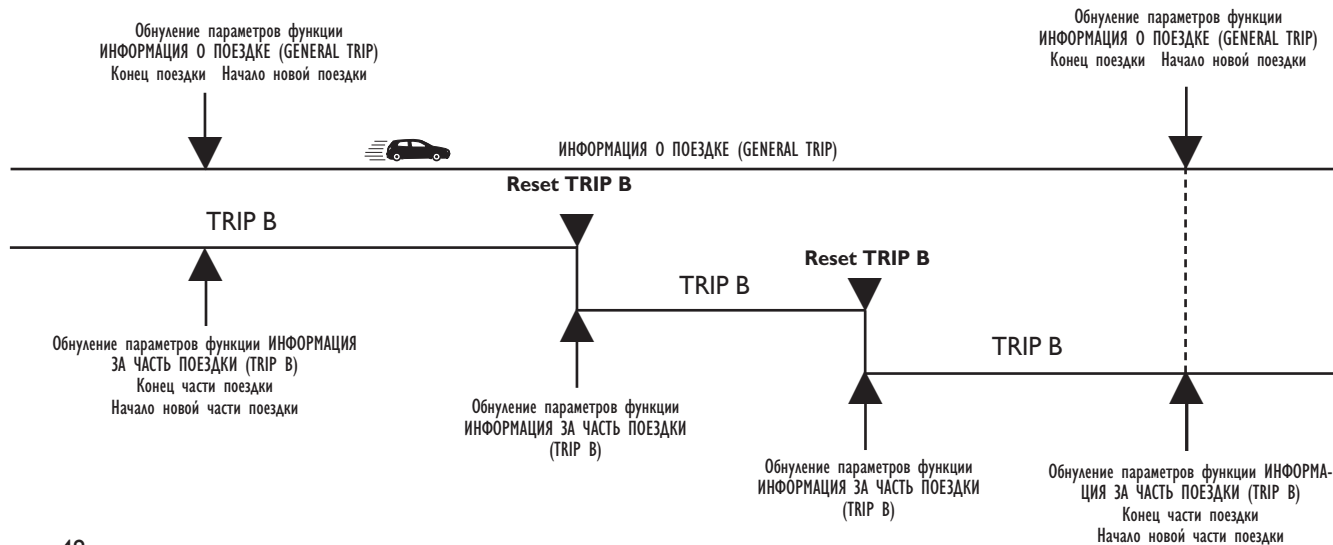 Обнуление параметров функции
ИНФОРМАЦИЯ О ПОЕЗДКЕ (GENERAL TRIP)
Конец поездки Начало новой поездки
Обнуление параметров функции
ИНФОРМАЦИЯ О ПОЕЗДКЕ (GENERAL TRIP)
Конец поездки Начало новой поездки
ИНФОРМАЦИЯ О ПОЕЗДКЕ (GENERAL TRIP)
Reset TRIP B
TRIP B
Reset TRIP B
TRIP B
TRIP B
Обнуление параметров функции ИНФОРМАЦИЯ
ЗА ЧАСТЬ ПОЕЗДКИ (TRIP B)
Конец части поездки
Начало новой части поездки
Обнуление параметров функции
ИНФОРМАЦИЯ ЗА ЧАСТЬ ПОЕЗДКИ
(TRIP B)
Обнуление параметров функции
ИНФОРМАЦИЯ ЗА ЧАСТЬ ПОЕЗДКИ
(TRIP B)
Обнуление параметров функции ИНФОРМА-
ЦИЯ ЗА ЧАСТЬ ПОЕЗДКИ (TRIP B)
Конец части поездки
Начало новой части поездки